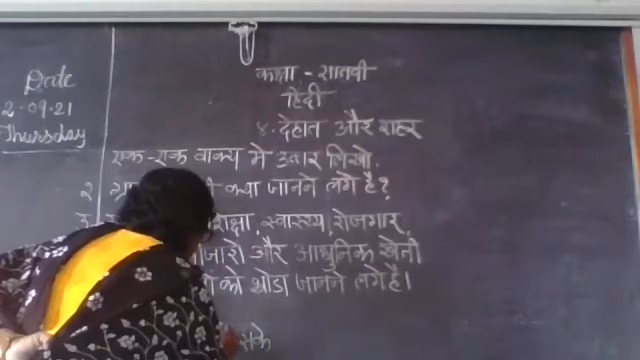 Date
2.09.21
Thursday
कक्षा - सातवी
हिंदी
४. देहात और शहर
एक-एक वाक्य मे उत्तर लिखो.
२ क्या जानने लगे है?
स्वास्थ्य, रोजगार,
और आधुनिक खेती
को थोडा जानने लगे है।